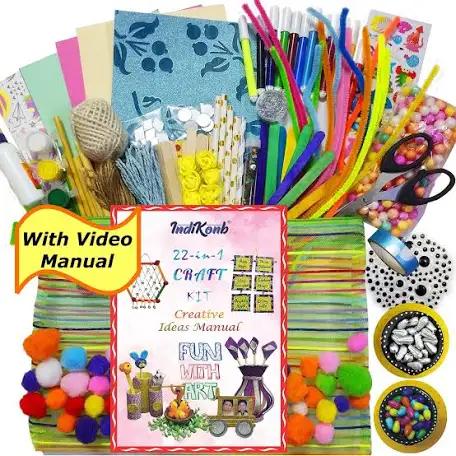 With Video
Manual
IndiKonb
22-in-1
CRAFT
KIT
Creative
Ideas Manual
FUN
WITH
ART